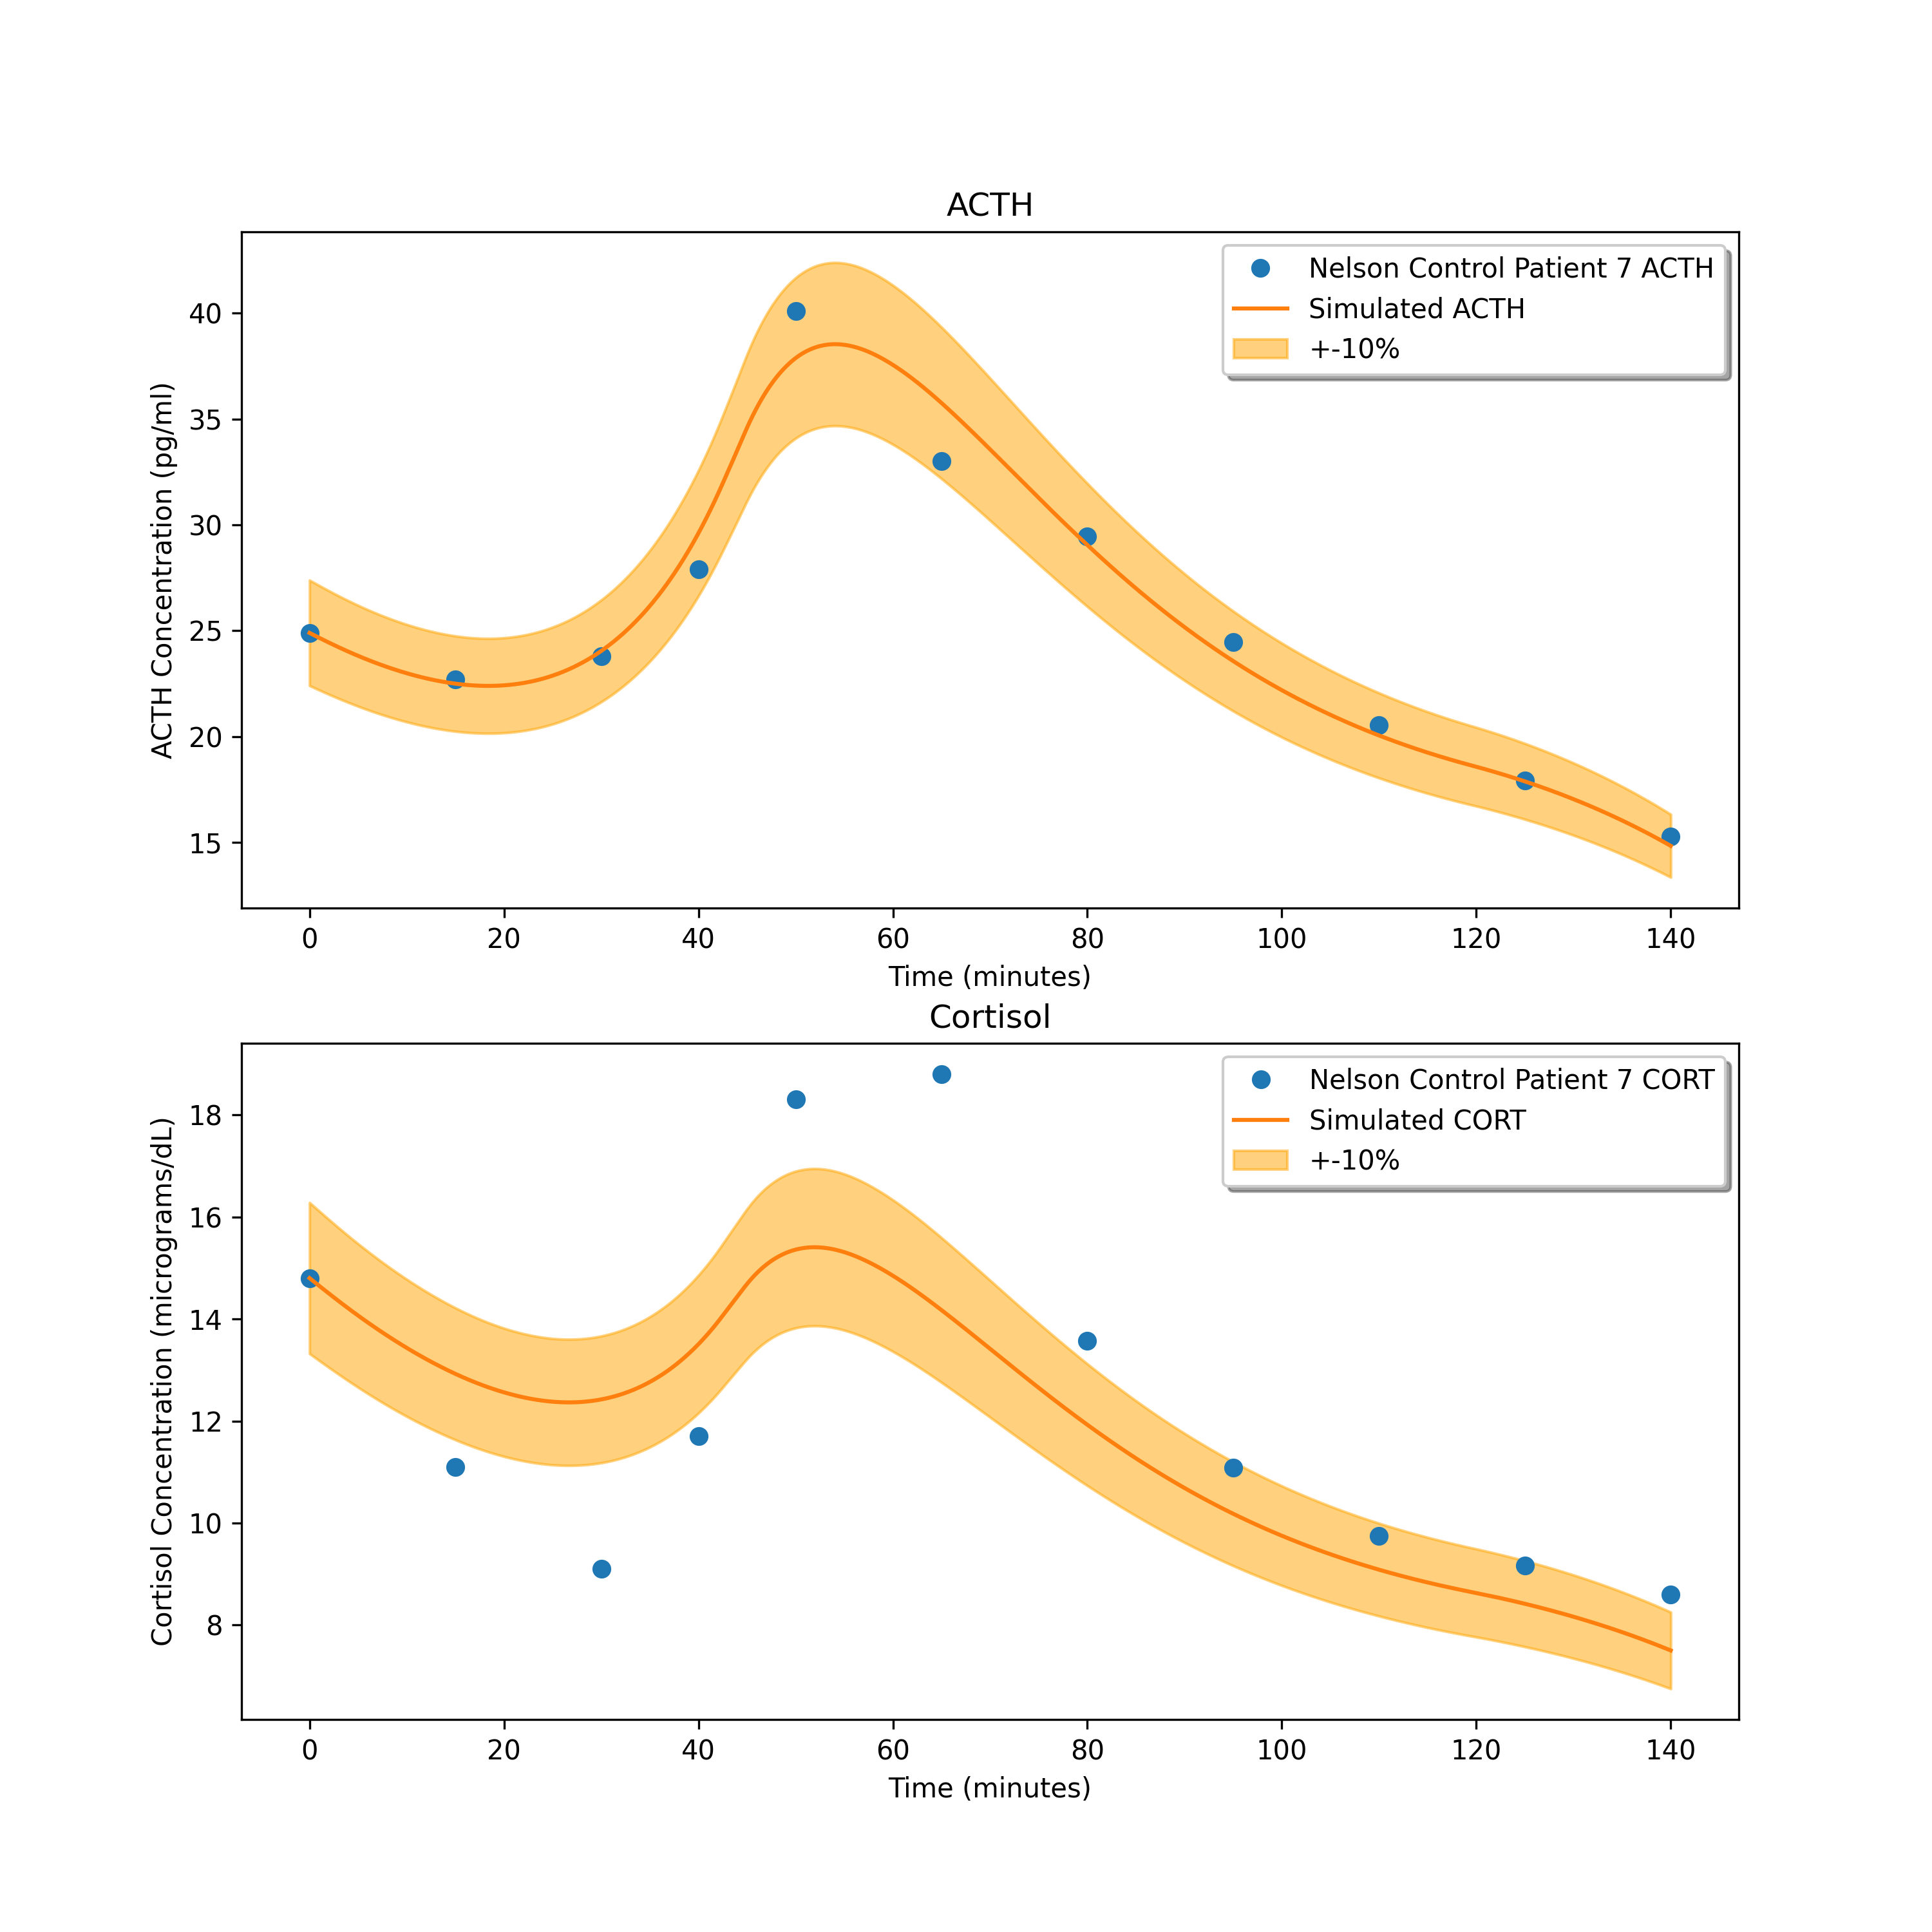 ACTH
Nelson Control Patient 7 ACTH
Simulated ACTH
+-10%
ACTH Concentration (pg/ml)
40
35
30
25
20
15
0 20 40 60 80 100 120 140
Time (minutes)
Cortisol
Nelson Control Patient 7 CORT
Simulated CORT
+-10%
Cortisol Concentration (micrograms/dL)
18
16
14
12
10
8
0 20 40 60 80 100 120 140
Time (minutes)